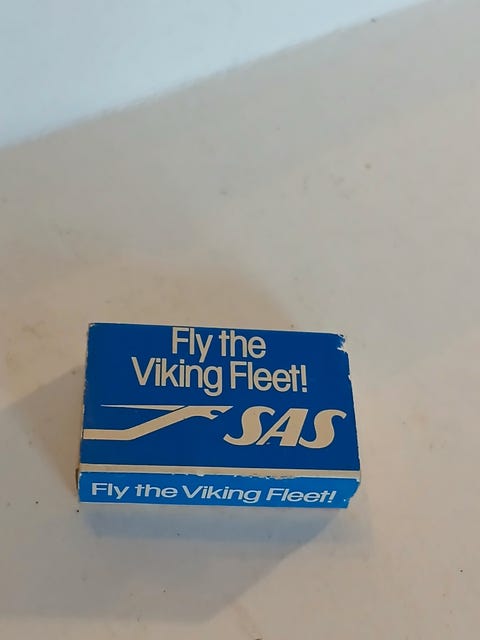 Fly the
Viking Fleet!
SAS
Fly the Viking Fleet!